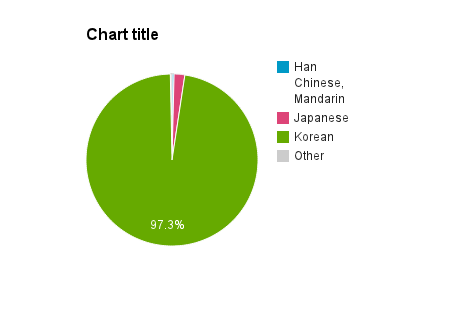 Chart title
Han
Chinese,
Mandarin
Japanese
Korean
Other
97.3%